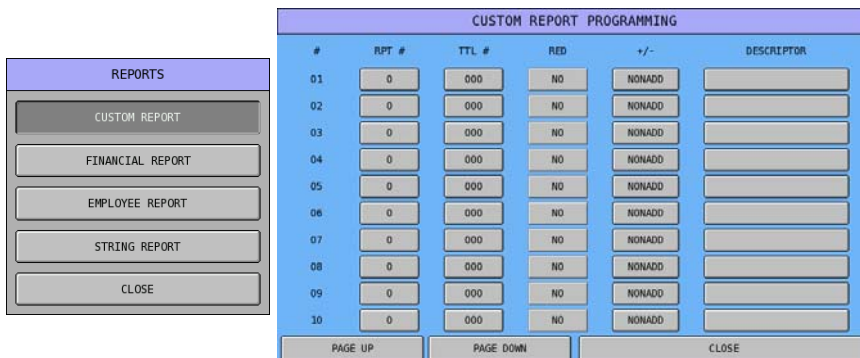 REPORTS
CUSTOM REPORT
FINANCIAL REPORT
EMPLOYEE REPORT
STRING REPORT
CLOSE
CUSTOM REPORT PROGRAMMING
# RPT # TTL # RED +/- DESCRIPTOR
01 0 000 NO NONADD
02 0 000 NO NONADD
03 0 000 NO NONADD
04 0 000 NO NONADD
05 0 000 NO NONADD
06 0 000 NO NONADD
07 0 000 NO NONADD
08 0 000 NO NONADD
09 0 000 NO NONADD
10 0 000 NO NONADD
PAGE UP PAGE DOWN CLOSE